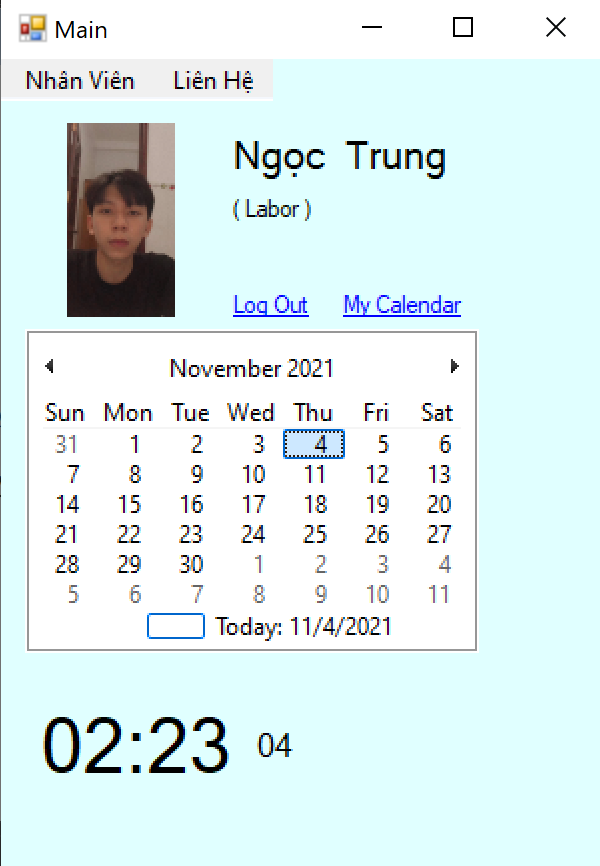 Main
Nhân Viên Liên Hệ
Ngọc Trung
( Labor )
Log Out My Calendar
November 2021
Sun Mon Tue Wed Thu Fri Sat
31 1 2 3 4 5 6
7 8 9 10 11 12 13
14 15 16 17 18 19 20
21 22 23 24 25 26 27
28 29 30 1 2 3 4
5 6 7 8 9 10 11
Today: 11/4/2021
02:23 04